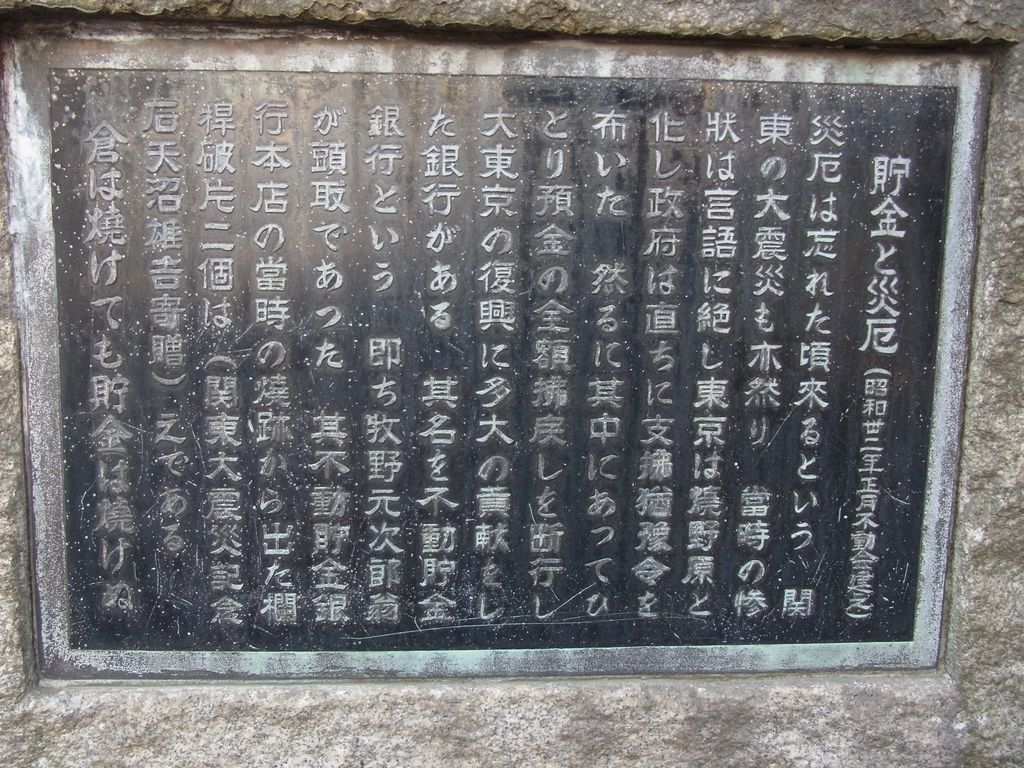 貯金と災厄(昭和卅二年正月不動会建之)
災厄は忘れた頃來るという 関
東の大震災も亦然り 當時の惨
狀は言語に絶し東京は燒野原と
化し政府は直ちに支拂猶予令を
布いた 然るに其中にあってひ
とり預金の全額拂戻しを断行し
大東京の復興に多大の貢献をし
た銀行がある 其名を不動貯金
銀行という 即ち牧野元次郎翁
が頭取であつた 其不動貯金銀
行本店の當時の燒跡から出た欄
桿破片二個は(関東大震災記念
石天沼雄吉寄贈)えである
倉は燒けても貯金は燒けぬ